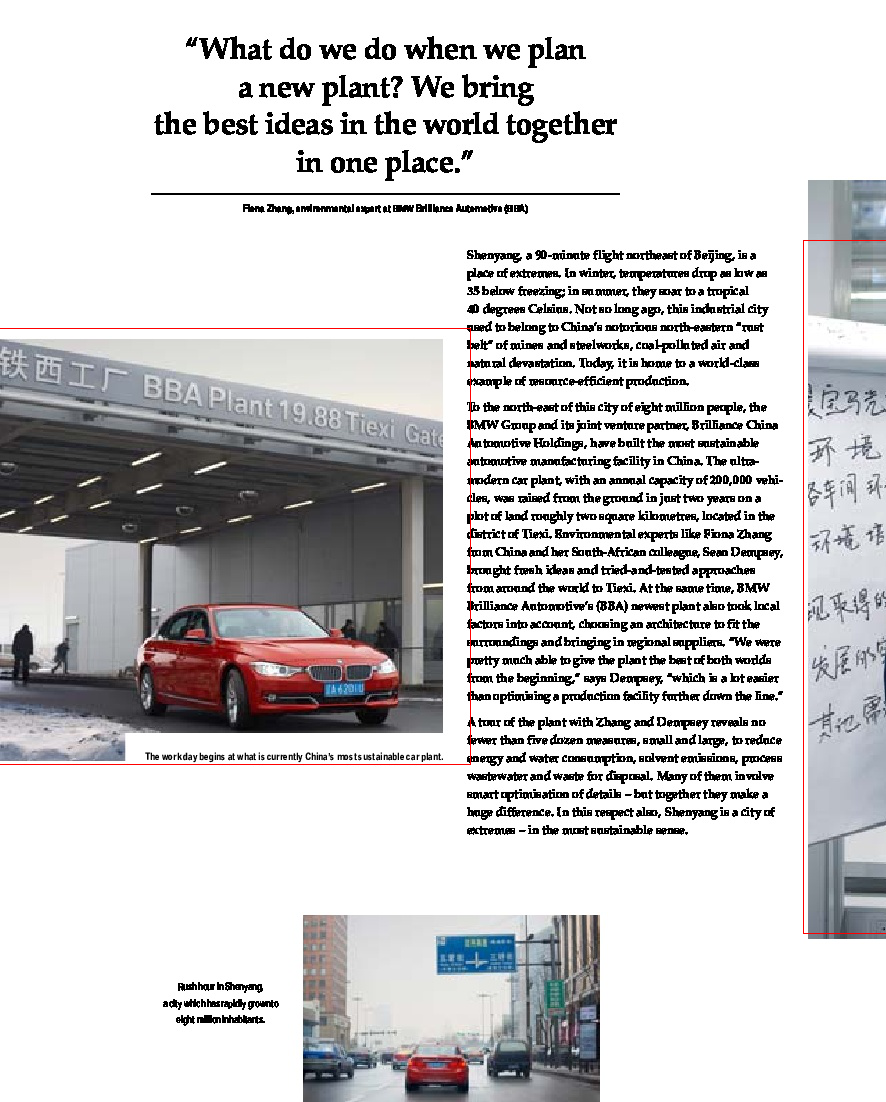 “What do we do when we plan
a new plant? We bring
the best ideas in the world together
in one place.”
Fiona Zhang, environmental expert at BMW Brilliance Automotive (BBA)
Shenyang, a 90-minute flight northeast of Beijing, is a
place of extremes. In winter, temperatures drop as low as
35 below freezing; in summer, they soar to a tropical
40 degrees Celsius. Not so long ago, this industrial city
used to belong to China’s notorious north-eastern “rust
belt” of mines and steelworks, coal-polluted air and
natural devastation. Today, it is home to a world-class
example of resource-efficient production.
To the north-east of this city of eight million people, the
BMW Group and its joint venture partner, Brilliance China
Automotive Holdings, have built the most sustainable
automotive manufacturing facility in China. The ultra-
modern car plant, with an annual capacity of 200,000 vehi-
cles, was raised from the ground in just two years on a
plot of land roughly two square kilometres, located in the
district of Tiexi. Environmental experts like Fiona Zhang
from China and her South-African colleague, Sean Dempsey,
brought fresh ideas and tried-and-tested approaches
from around the world to Tiexi. At the same time, BMW
Brilliance Automotive’s (BBA) newest plant also took local
factors into account, choosing an architecture to fit the
surroundings and bringing in regional suppliers. “We were
pretty much able to give the plant the best of both worlds
from the beginning,” says Dempsey, “which is a lot easier
than optimising a production facility further down the line.”
A tour of the plant with Zhang and Dempsey reveals no
fewer than five dozen measures, small and large, to reduce
energy and water consumption, solvent emissions, process
wastewater and waste for disposal. Many of them involve
smart optimisation of details – but together they make a
huge difference. In this respect also, Shenyang is a city of
extremes – in the most sustainable sense.
铁西工厂 BBA Plant 19.88 Tiexi Gate
The workday begins at what is currently China’s most sustainable car plant.
宝马
环境
各车间环
环境
取得的
发展的
其他需
Rush hour in Shenyang,
a city which has rapidly grown to
eight million inhabitants.